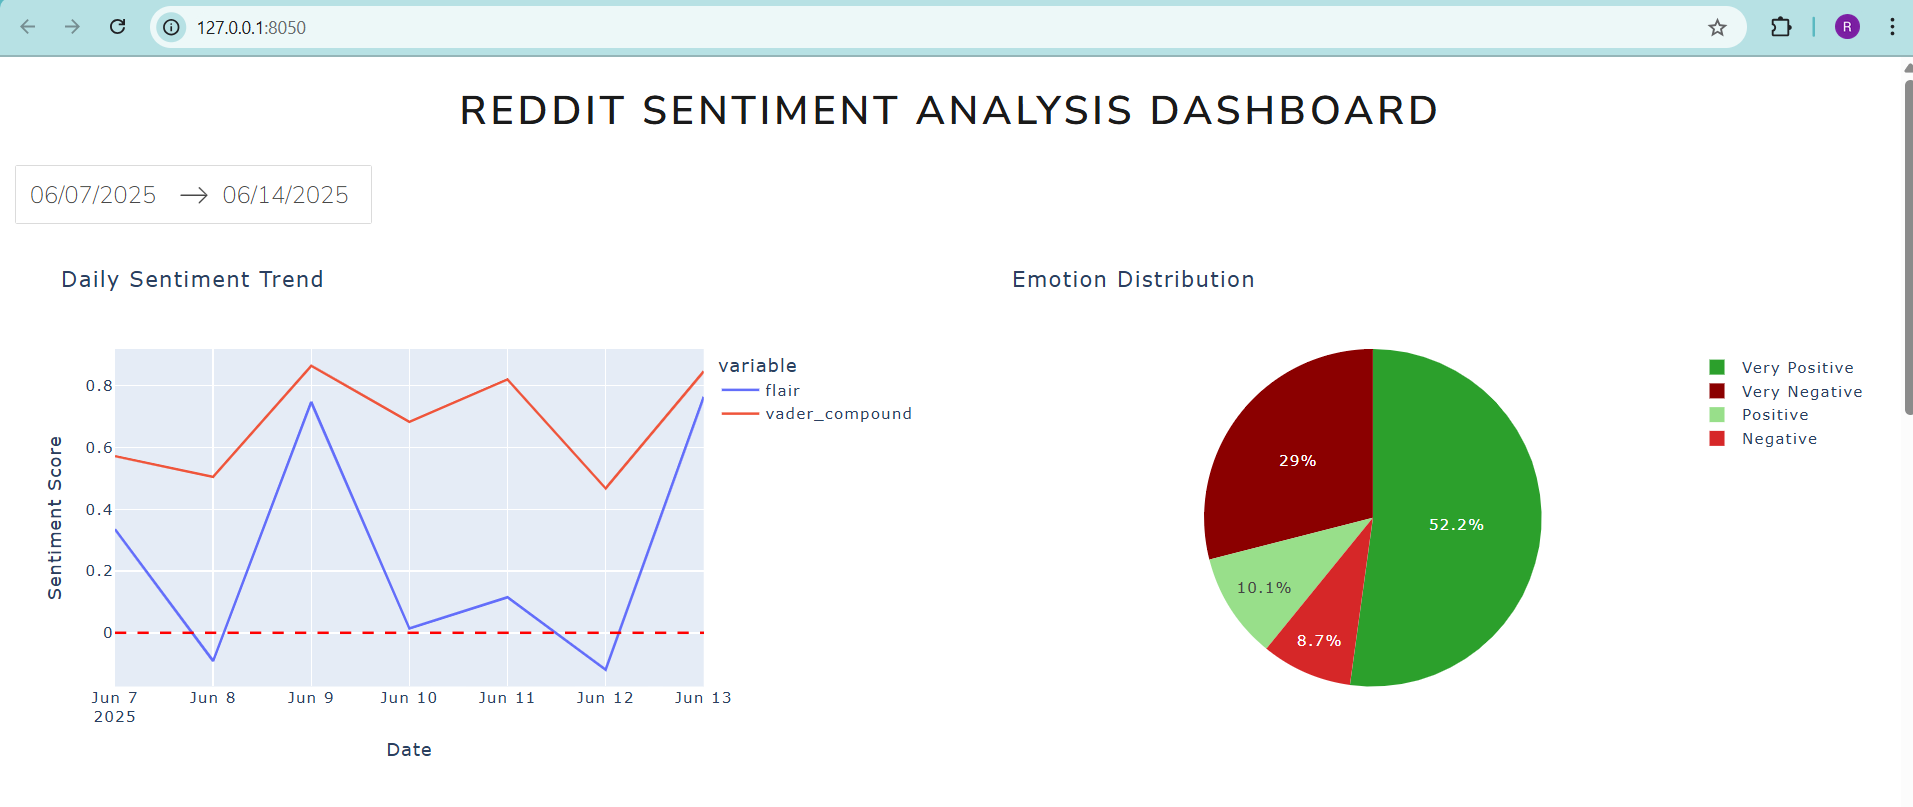 127.0.0.1:8050
R
REDDIT SENTIMENT ANALYSIS DASHBOARD
06/07/2025 → 06/14/2025
Daily Sentiment Trend
Sentiment Score
0.8
0.6
0.4
0.2
0
Jun 7 Jun 8 Jun 9 Jun 10 Jun 11 Jun 12 Jun 13
2025
Date
variable
flair
vader_compound
Emotion Distribution
29%
52.2%
10.1%
8.7%
Very Positive
Very Negative
Positive
Negative